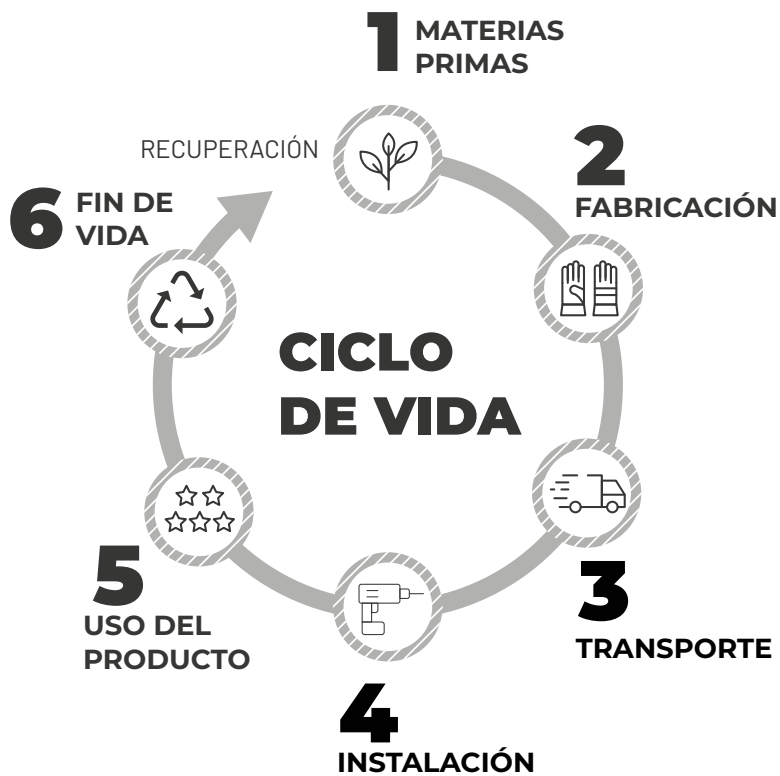 1 MATERIAS
PRIMAS
RECUPERACIÓN
2
FABRICACIÓN
6 FIN DE
VIDA
CICLO
DE VIDA
3
TRANSPORTE
5
USO DEL
PRODUCTO
4
INSTALACIÓN